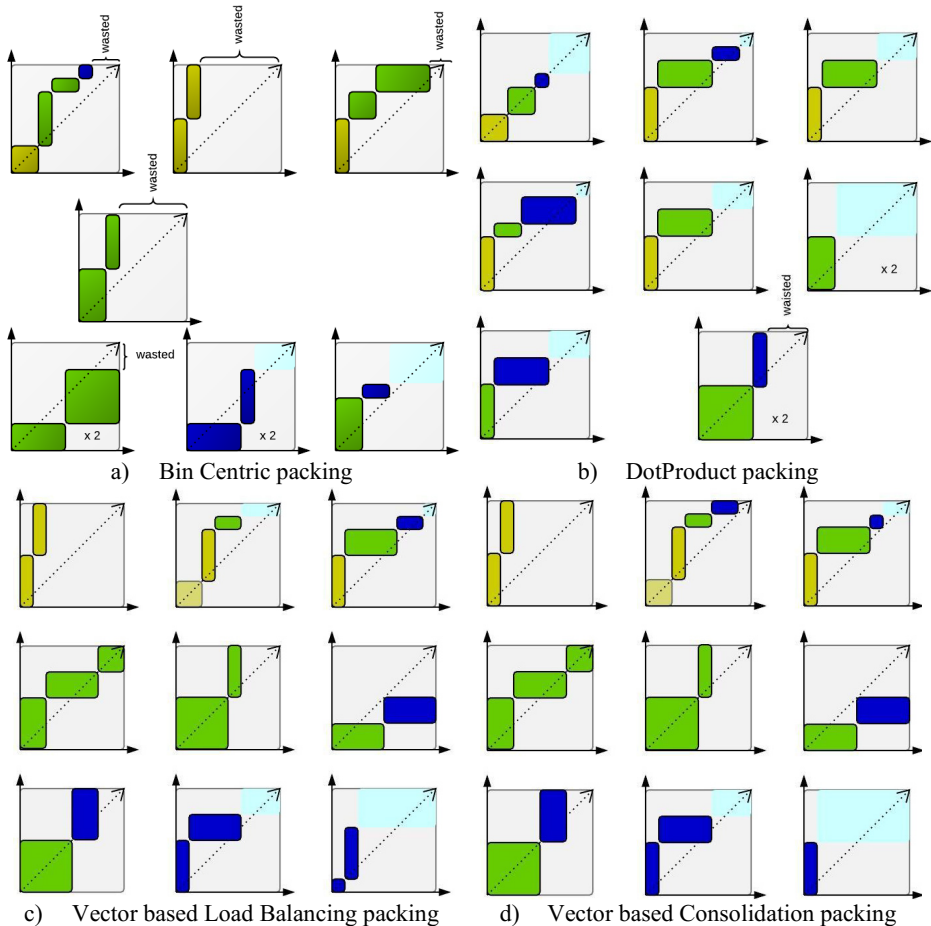 wasted
wasted
wasted
wasted
x 2
waisted
wasted
x 2
x 2
x 2
a) Bin Centric packing
b) DotProduct packing
c) Vector based Load Balancing packing
d) Vector based Consolidation packing